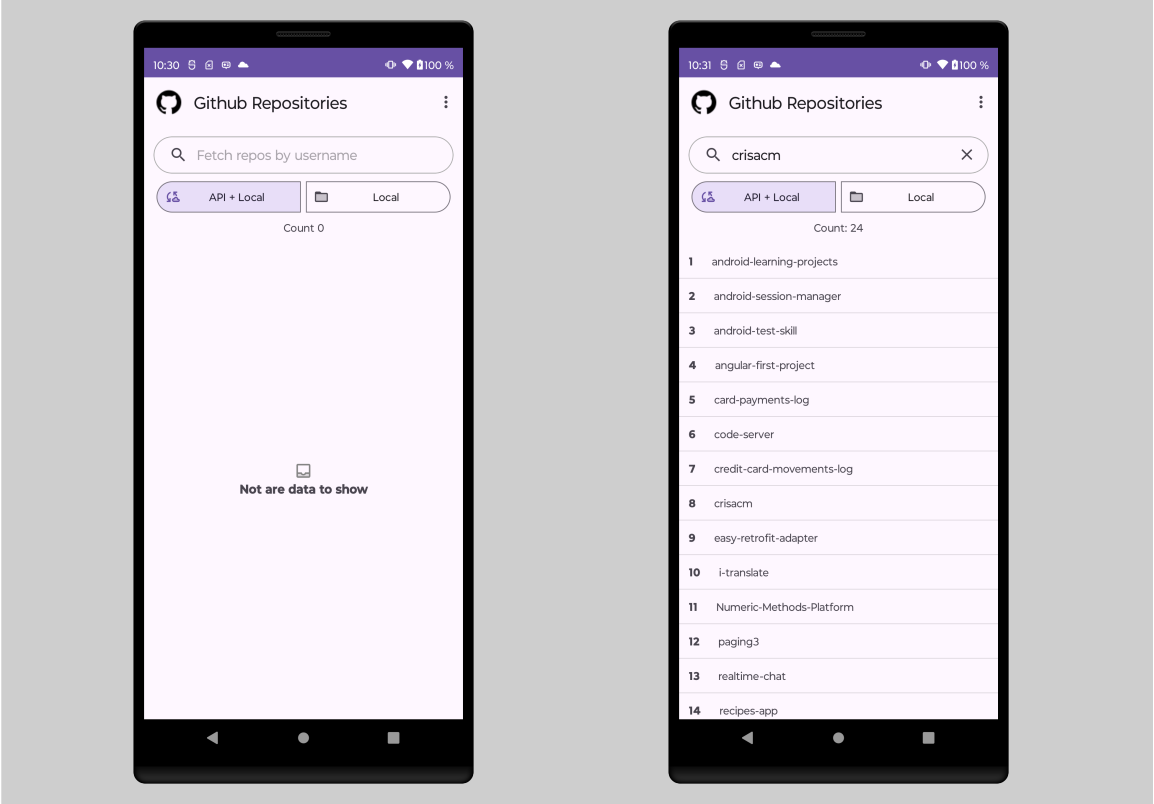 10:30 100 %
Github Repositories
Fetch repos by username
API + Local Local
Count 0
Not are data to show
10:31 100 %
Github Repositories
crisacm
API + Local Local
Count: 24
1 android-learning-projects
2 android-session-manager
3 android-test-skill
4 angular-first-project
5 card-payments-log
6 code-server
7 credit-card-movements-log
8 crisacm
9 easy-retrofit-adapter
10 i-translate
11 Numeric-Methods-Platform
12 paging3
13 realtime-chat
14 recipes-app